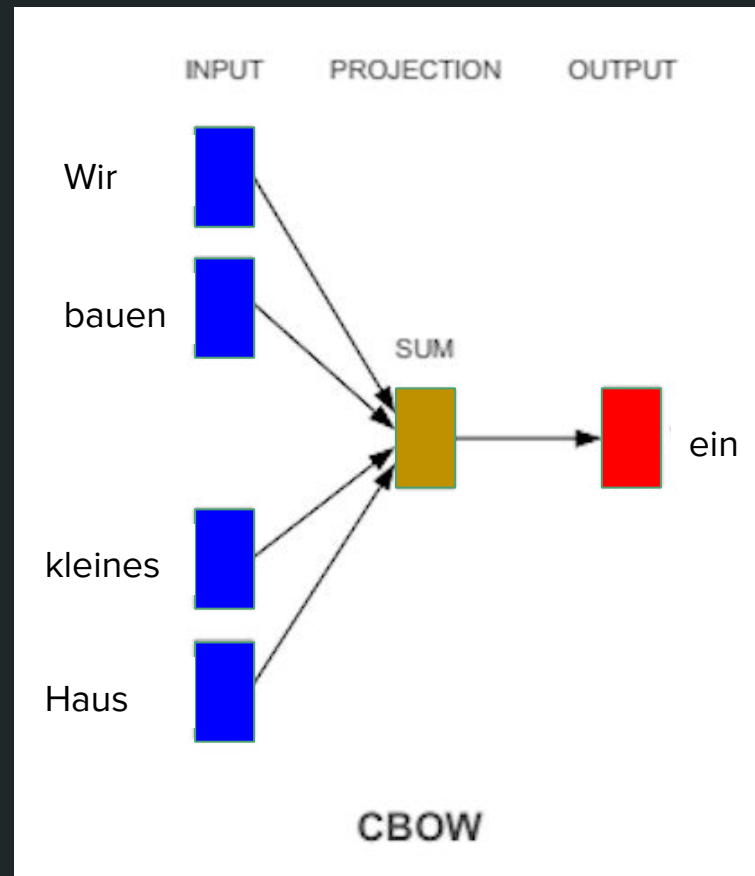 INPUT PROJECTION OUTPUT
Wir
bauen
SUM
ein
kleines
Haus
CBOW